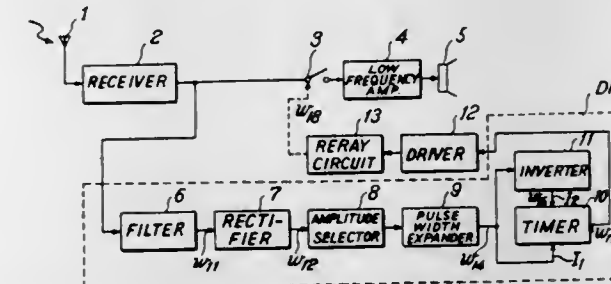 1
2
RECEIVER
3
4
LOW
FREQUENCY
AMP.
5
W18
13
RERAY
CIRCUIT
12
DRIVER
11
INVERTER
I2
10
TIMER
I1
6
FILTER
W11
7
RECTI-
FIER
W12
8
AMPLITUDE
SELECTOR
9
PULSE
WIDTH
EXPANDER
W14